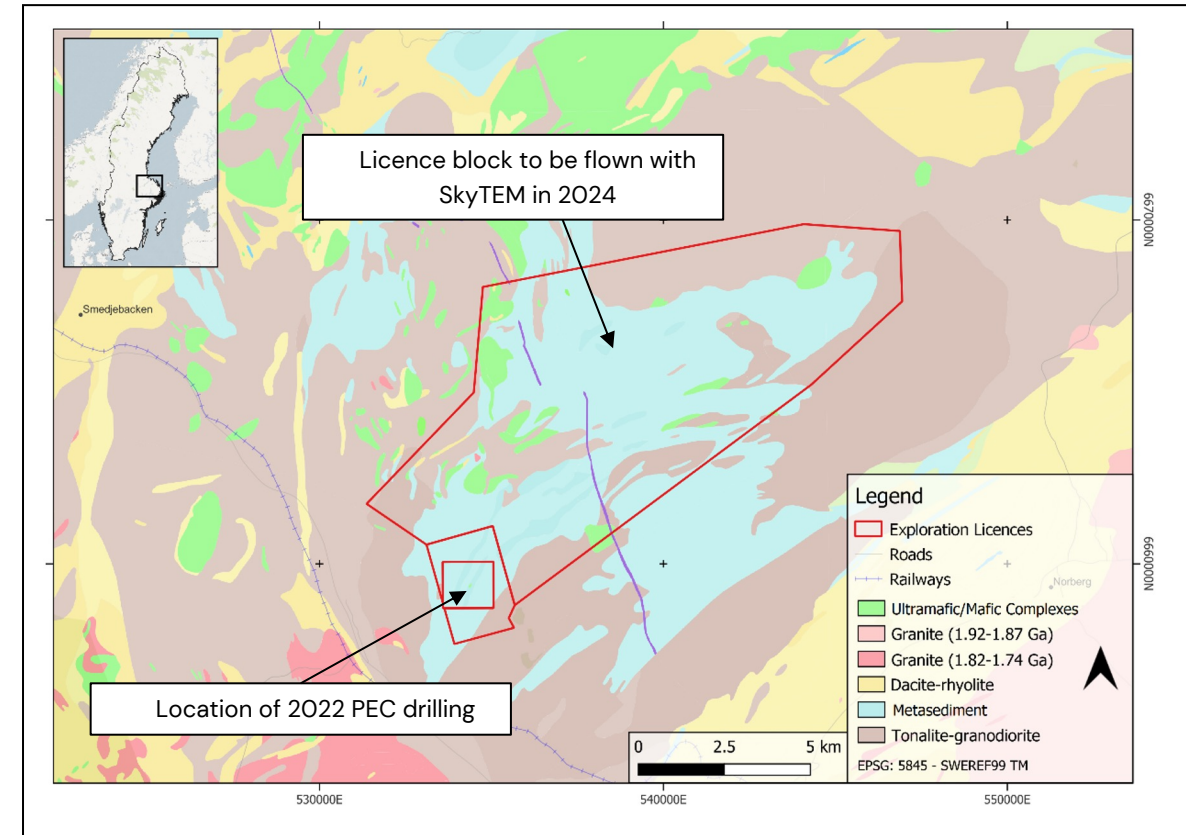 Licence block to be flown with
SkyTEM in 2024
6670000N
Smedjebacken
Legend
Exploration Licences
Roads
Railways
Ultramafic/Mafic Complexes
Granite (1.92-1.87 Ga)
Granite (1.82-1.74 Ga)
Dacite-rhyolite
Metasediment
Tonalite-granodiorite
EPSG: 5845 - SWEREF99 TM
6660000N
Norberg
Location of 2022 PEC drilling
0 2.5 5 km
530000E 540000E 550000E